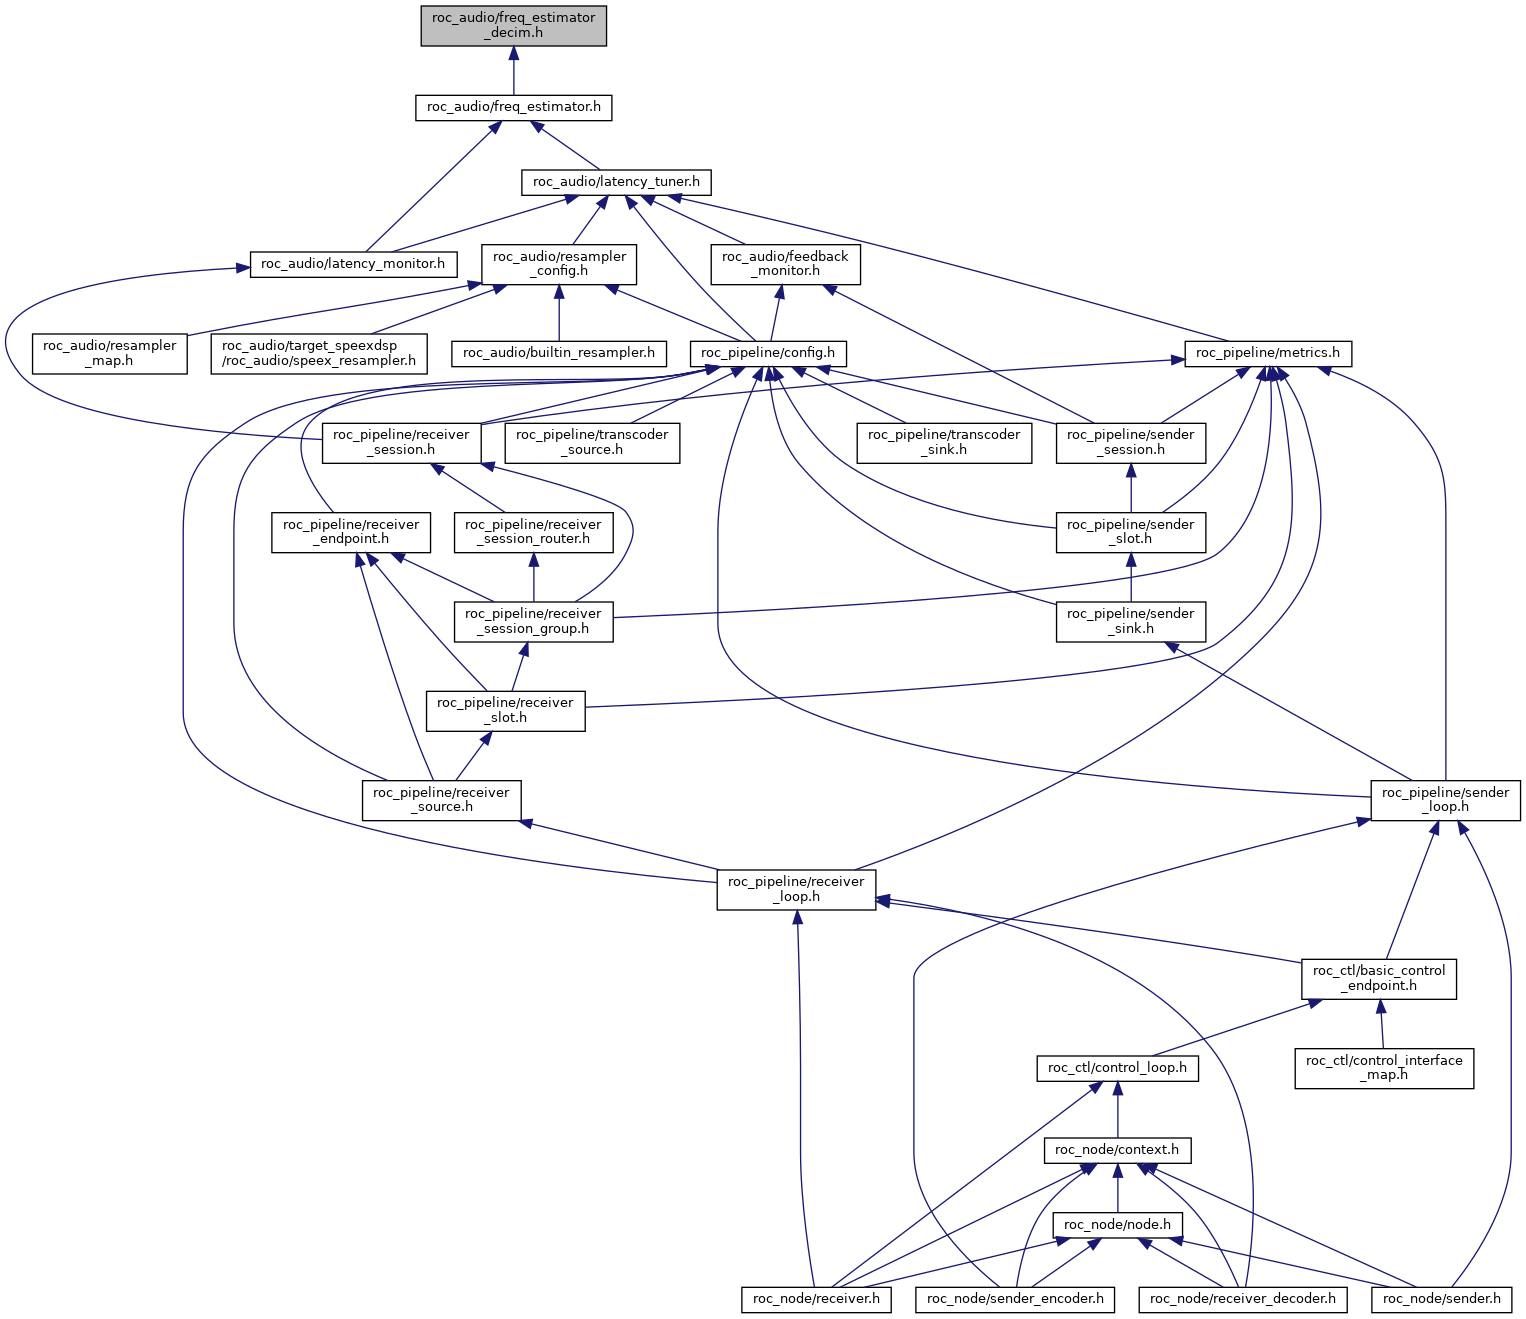 roc_audio/freq_estimator
_decim.h
roc_audio/freq_estimator.h
roc_audio/latency_tuner.h
roc_audio/latency_monitor.h
roc_audio/resampler
_config.h
roc_audio/feedback
_monitor.h
roc_audio/resampler
_map.h
roc_audio/target_speexdsp
/roc_audio/speex_resampler.h
roc_audio/builtin_resampler.h
roc_pipeline/config.h
roc_pipeline/metrics.h
roc_pipeline/receiver
_session.h
roc_pipeline/transcoder
_source.h
roc_pipeline/transcoder
_sink.h
roc_pipeline/sender
_session.h
roc_pipeline/receiver
_endpoint.h
roc_pipeline/receiver
_session_router.h
roc_pipeline/sender
_slot.h
roc_pipeline/receiver
_session_group.h
roc_pipeline/sender
_sink.h
roc_pipeline/receiver
_slot.h
roc_pipeline/receiver
_source.h
roc_pipeline/sender
_loop.h
roc_pipeline/receiver
_loop.h
roc_ctl/basic_control
_endpoint.h
roc_ctl/control_loop.h
roc_ctl/control_interface
_map.h
roc_node/context.h
roc_node/node.h
roc_node/receiver.h
roc_node/sender_encoder.h
roc_node/receiver_decoder.h
roc_node/sender.h